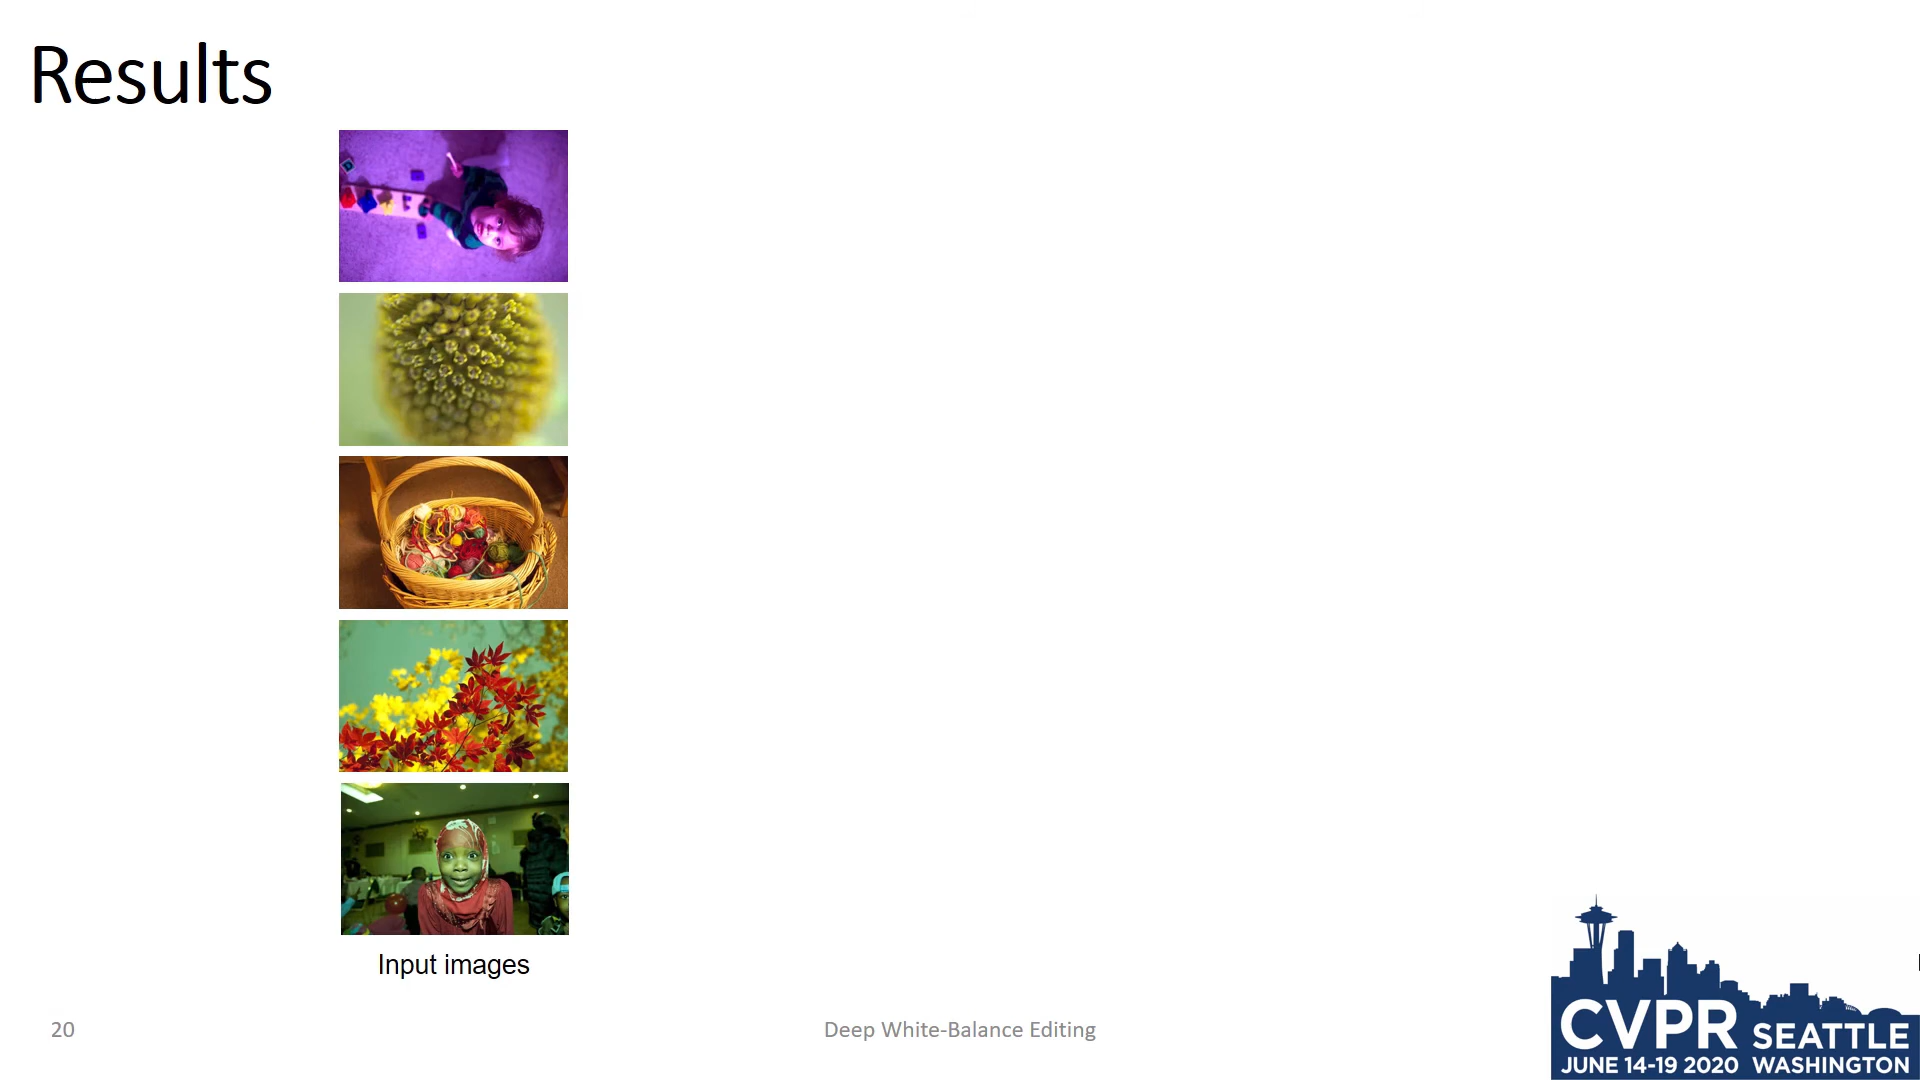 Results
Input images
20
Deep White-Balance Editing
CVPR SEATTLE
JUNE 14-19 2020 WASHINGTON